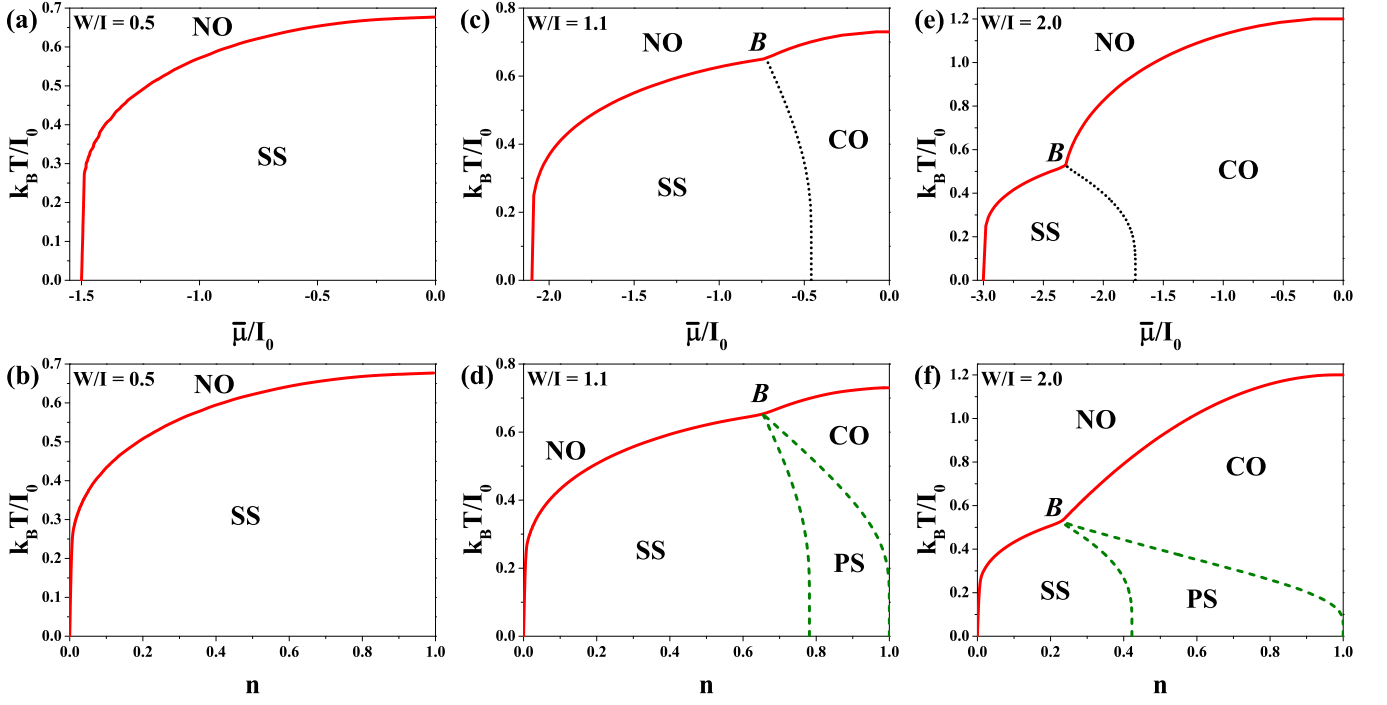 (a)
W/I = 0.5
NO
SS
0.7
0.6
0.5
0.4
0.3
0.2
0.1
0.0
-1.5
-1.0
-0.5
0.0
k_B T/I_0
μ̄/I_0
(c)
W/I = 1.1
NO
B
SS
CO
0.8
0.6
0.4
0.2
0.0
-2.0
-1.5
-1.0
-0.5
0.0
k_B T/I_0
μ̄/I_0
(e)
W/I = 2.0
NO
B
SS
CO
1.2
1.0
0.8
0.6
0.4
0.2
0.0
-3.0
-2.5
-2.0
-1.5
-1.0
-0.5
0.0
k_B T/I_0
μ̄/I_0
(b)
W/I = 0.5
NO
SS
0.7
0.6
0.5
0.4
0.3
0.2
0.1
0.0
0.0
0.2
0.4
0.6
0.8
1.0
k_B T/I_0
n
(d)
W/I = 1.1
B
NO
CO
SS
PS
0.8
0.6
0.4
0.2
0.0
0.0
0.2
0.4
0.6
0.8
1.0
k_B T/I_0
n
(f)
W/I = 2.0
NO
CO
B
SS
PS
1.2
1.0
0.8
0.6
0.4
0.2
0.0
0.0
0.2
0.4
0.6
0.8
1.0
k_B T/I_0
n